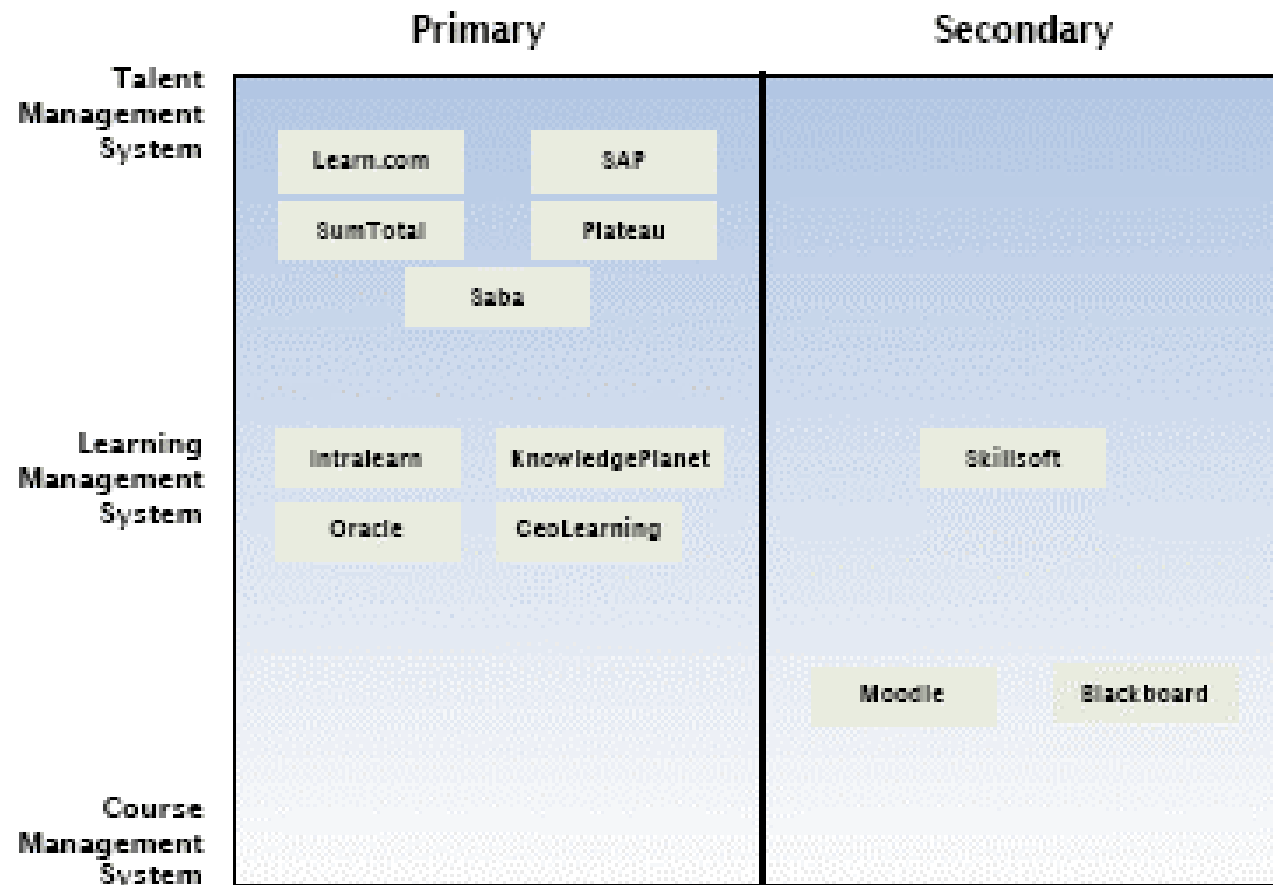 Primary Secondary
Talent
Management
System
Learn.com SAP
SumTotal Plateau
Saba
Learning
Management
System
Intralearn KnowledgePlanet Skillsoft
Oracle GeoLearning
Moodle Blackboard
Course
Management
System